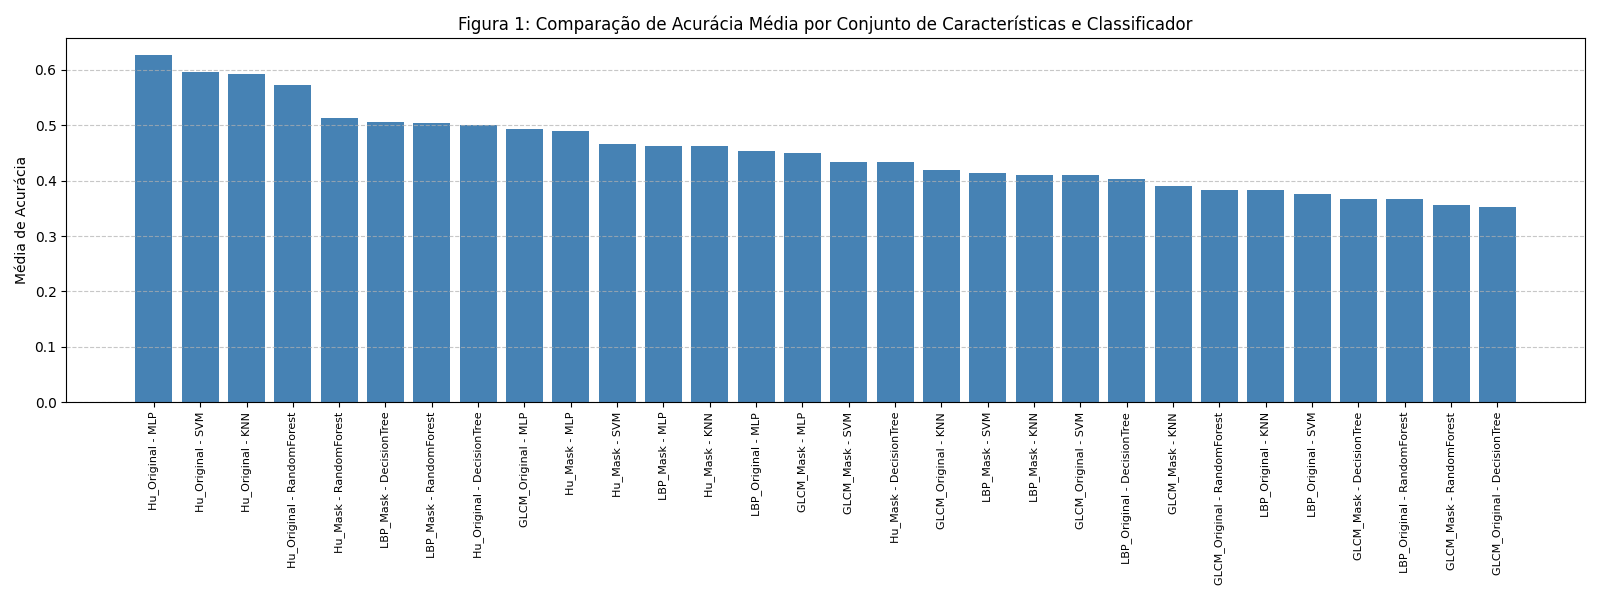 Figura 1: Comparação de Acurácia Média por Conjunto de Características e Classificador
Média de Acurácia
0.6
0.5
0.4
0.3
0.2
0.1
0.0
Hu_Original - MLP
Hu_Original - SVM
Hu_Original - KNN
Hu_Original - RandomForest
Hu_Mask - RandomForest
LBP_Mask - DecisionTree
LBP_Mask - RandomForest
Hu_Original - DecisionTree
GLCM_Original - MLP
Hu_Mask - MLP
Hu_Mask - SVM
LBP_Mask - MLP
Hu_Mask - KNN
LBP_Original - MLP
GLCM_Mask - MLP
GLCM_Mask - SVM
Hu_Mask - DecisionTree
GLCM_Original - KNN
LBP_Mask - SVM
LBP_Mask - KNN
GLCM_Original - SVM
LBP_Original - DecisionTree
GLCM_Mask - KNN
GLCM_Original - RandomForest
LBP_Original - KNN
LBP_Original - SVM
GLCM_Mask - DecisionTree
LBP_Original - RandomForest
GLCM_Mask - RandomForest
GLCM_Original - DecisionTree